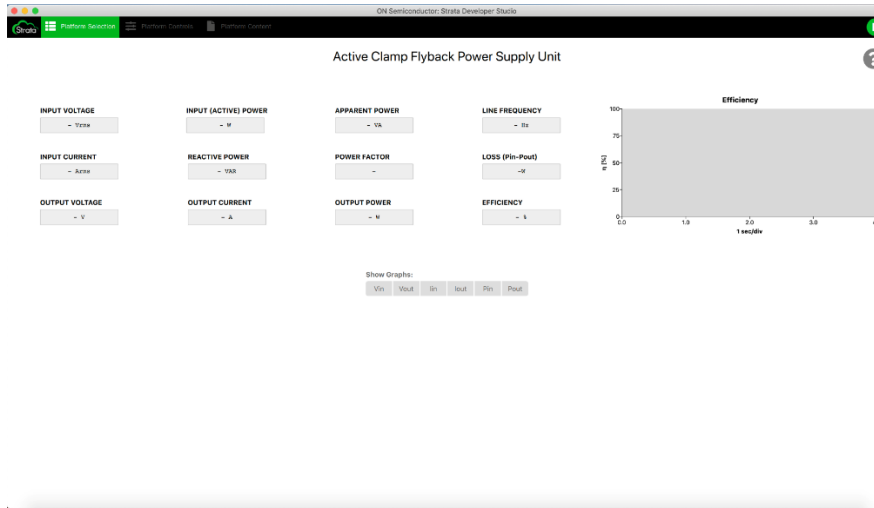 ON Semiconductor: Strata Developer Studio
Strata Platform Selection Platform Controls Platform Content
Active Clamp Flyback Power Supply Unit
?
INPUT VOLTAGE INPUT (ACTIVE) POWER APPARENT POWER LINE FREQUENCY
- Vrms - W - VA - Hz
INPUT CURRENT REACTIVE POWER POWER FACTOR LOSS (Pin-Pout)
- Arms - VAR - -W
OUTPUT VOLTAGE OUTPUT CURRENT OUTPUT POWER EFFICIENCY
- V - A - W - %
Efficiency
η [%]
100
75
50
25
0
0.0 1.0 2.0 3.0
1 sec/div
Show Graphs:
Vin Vout Iin Iout Pin Pout